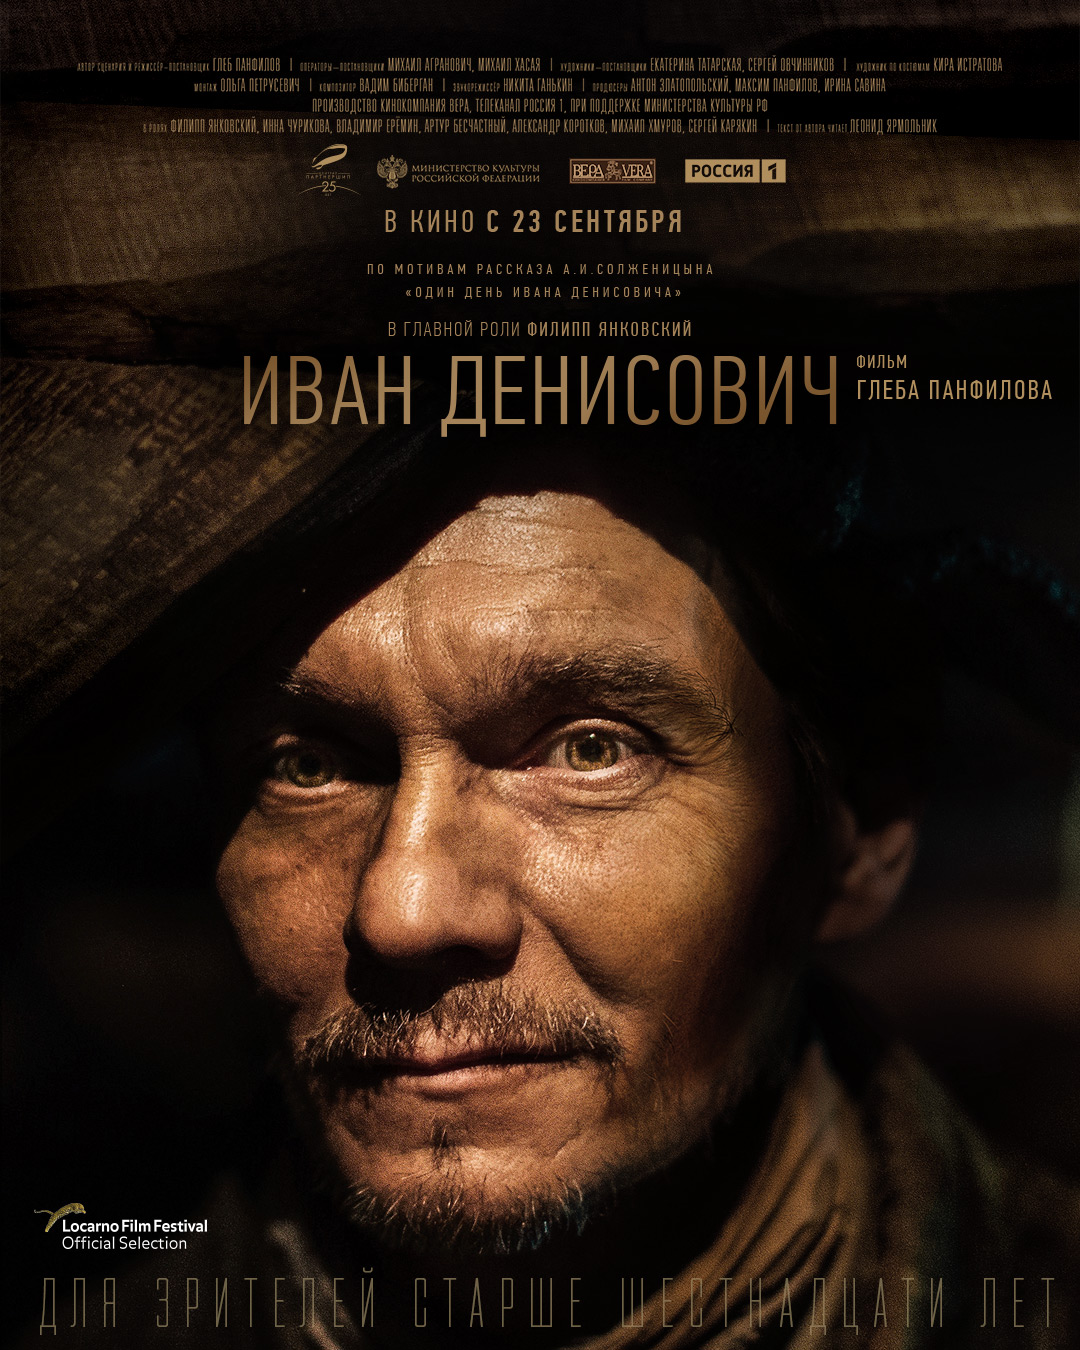 АВТОР СЦЕНАРИЯ И РЕЖИССЁР–ПОСТАНОВЩИК ГЛЕБ ПАНФИЛОВ | ОПЕРАТОРЫ–ПОСТАНОВЩИКИ МИХАИЛ АГРАНОВИЧ, МИХАИЛ ХАСАЯ | ХУДОЖНИКИ–ПОСТАНОВЩИКИ ЕКАТЕРИНА ТАТАРСКАЯ, СЕРГЕЙ ОВЧИННИКОВ | ХУДОЖНИК ПО КОСТЮМАМ КИРА ИСТРАТОВА
МОНТАЖ ОЛЬГА ПЕТРУСЕВИЧ | КОМПОЗИТОР ВАДИМ БИБЕРГАН | ЗВУКОРЕЖИССЁР НИКИТА ГАНЬКИН | ПРОДЮСЕРЫ АНТОН ЗЛАТОПОЛЬСКИЙ, МАКСИМ ПАНФИЛОВ, ИРИНА САВИНА
ПРОИЗВОДСТВО КИНОКОМПАНИЯ ВЕРА, ТЕЛЕКАНАЛ РОССИЯ 1, ПРИ ПОДДЕРЖКЕ МИНИСТЕРСТВА КУЛЬТУРЫ РФ
В РОЛЯХ ФИЛИПП ЯНКОВСКИЙ, ИННА ЧУРИКОВА, ВЛАДИМИР ЕРЁМИН, АРТУР БЕСЧАСТНЫЙ, АЛЕКСАНДР КОРОТКОВ, МИХАИЛ ХМУРОВ, СЕРГЕЙ КАРЯКИН | ТЕКСТ ОТ АВТОРА ЧИТАЕТ ЛЕОНИД ЯРМОЛЬНИК
ПАРТНЕРШИП
25
МИНИСТЕРСТВО КУЛЬТУРЫ
РОССИЙСКОЙ ФЕДЕРАЦИИ
ВЕРА VERA
РОССИЯ 1
В КИНО С 23 СЕНТЯБРЯ
ПО МОТИВАМ РАССКАЗА А.И.СОЛЖЕНИЦЫНА
«ОДИН ДЕНЬ ИВАНА ДЕНИСОВИЧА»
В ГЛАВНОЙ РОЛИ ФИЛИПП ЯНКОВСКИЙ
ИВАН ДЕНИСОВИЧ
ФИЛЬМ
ГЛЕБА ПАНФИЛОВА
Locarno Film Festival
Official Selection
ДЛЯ ЗРИТЕЛЕЙ СТАРШЕ ШЕСТНАДЦАТИ ЛЕТ